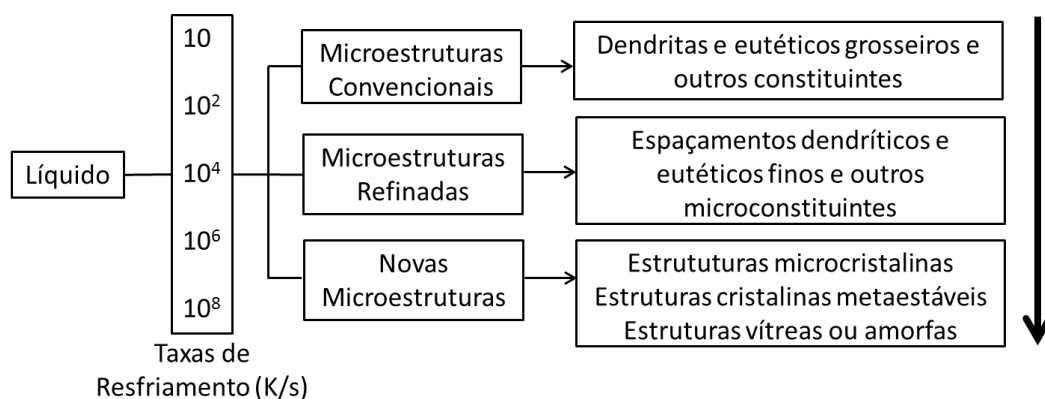 Líquido
10
10²
10⁴
10⁶
10⁸
Taxas de
Resfriamento (K/s)
Microestruturas
Convencionais
Dendritas e eutéticos grosseiros e
outros constituintes
Microestruturas
Refinadas
Espaçamentos dendríticos e
eutéticos finos e outros
microconstituintes
Novas
Microestruturas
Estrututuras microcristalinas
Estruturas cristalinas metaestáveis
Estruturas vítreas ou amorfas